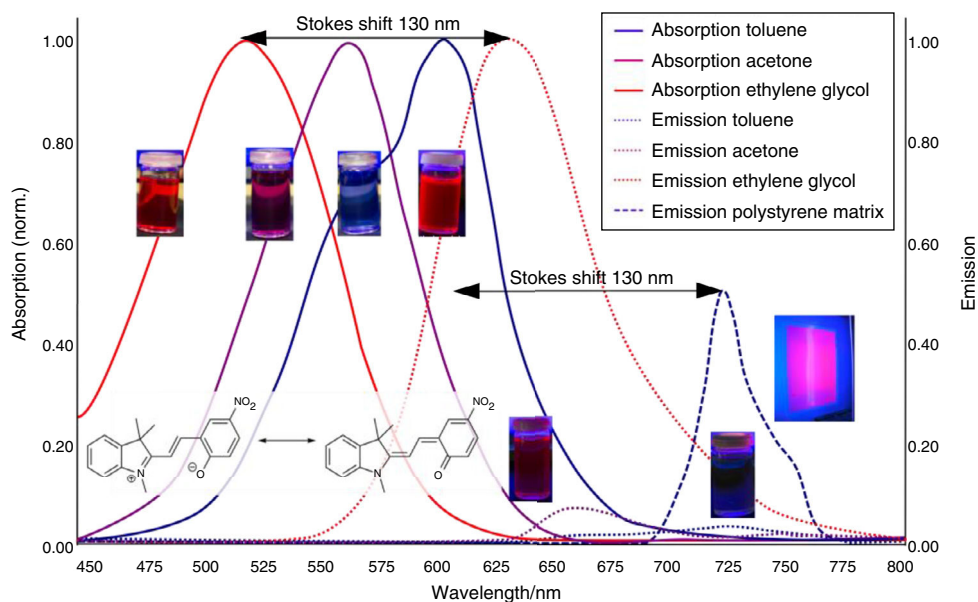 Stokes shift 130 nm
1.00
0.80
0.60
0.40
0.20
0.00
Absorption (norm.)
1.00
0.80
0.60
0.40
0.20
0.00
Emission
Absorption toluene
Absorption acetone
Absorption ethylene glycol
Emission toluene
Emission acetone
Emission ethylene glycol
Emission polystyrene matrix
Stokes shift 130 nm
NO2
N
⊕
⊖
O
NO2
N
O
450 475 500 525 550 575 600 625 650 675 700 725 750 775 800
Wavelength/nm